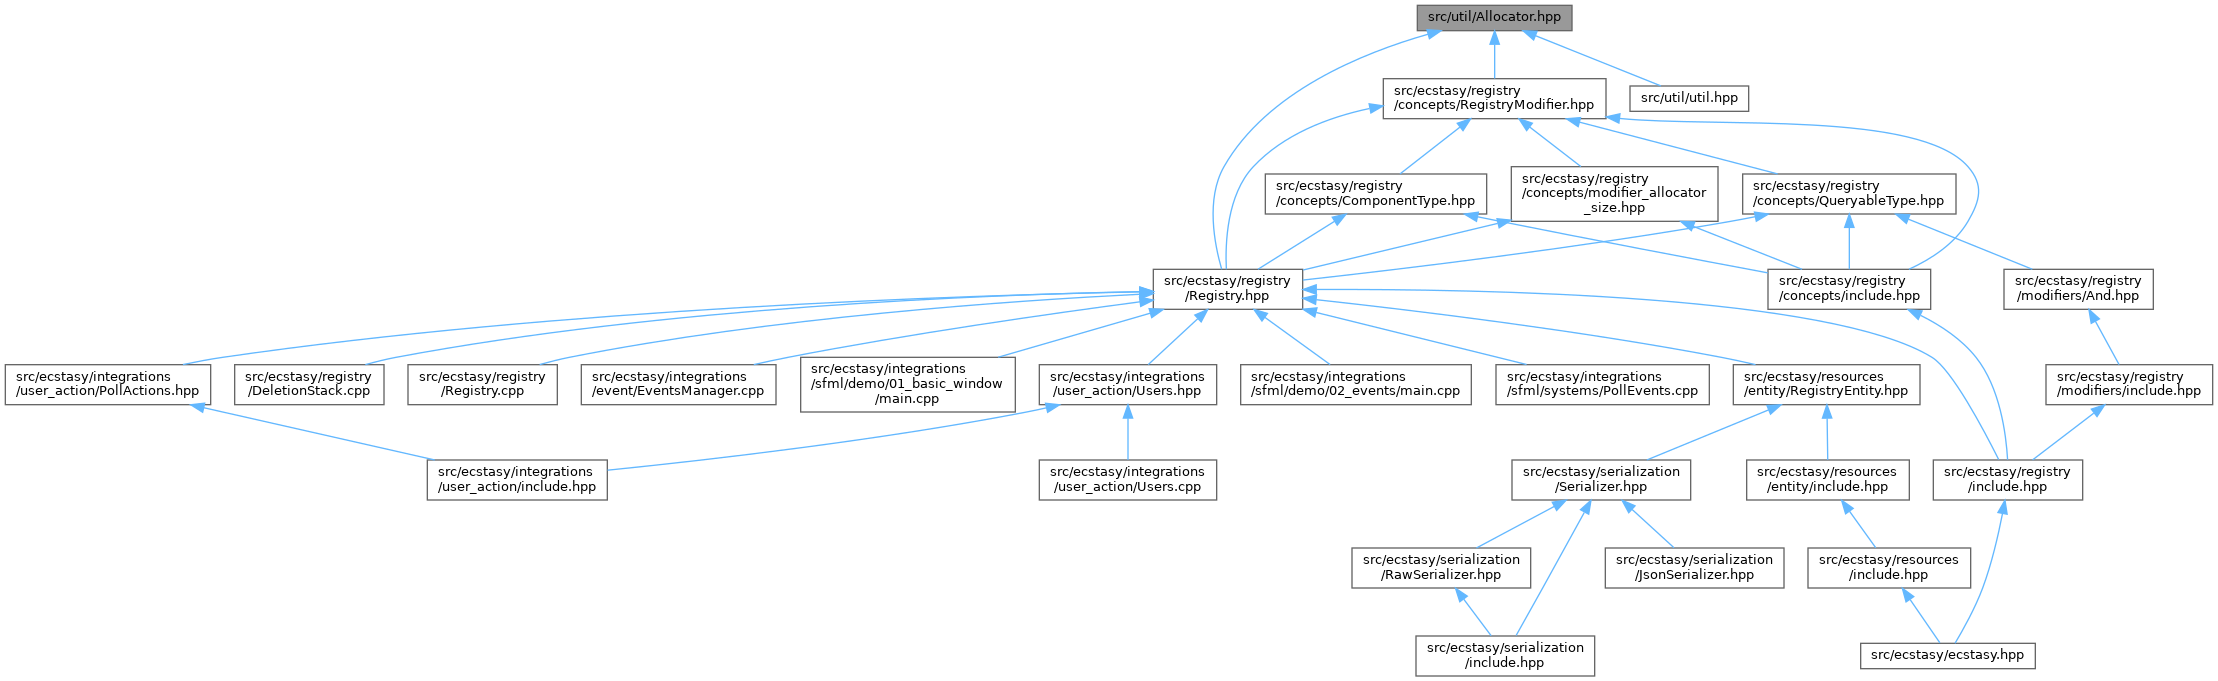 src/util/Allocator.hpp
src/ecstasy/registry
/concepts/RegistryModifier.hpp
src/util/util.hpp
src/ecstasy/registry
/concepts/ComponentType.hpp
src/ecstasy/registry
/concepts/modifier_allocator
_size.hpp
src/ecstasy/registry
/concepts/QueryableType.hpp
src/ecstasy/registry
/Registry.hpp
src/ecstasy/registry
/concepts/include.hpp
src/ecstasy/registry
/modifiers/And.hpp
src/ecstasy/integrations
/user_action/PollActions.hpp
src/ecstasy/registry
/DeletionStack.cpp
src/ecstasy/registry
/Registry.cpp
src/ecstasy/integrations
/event/EventsManager.cpp
src/ecstasy/integrations
/sfml/demo/01_basic_window
/main.cpp
src/ecstasy/integrations
/user_action/Users.hpp
src/ecstasy/integrations
/sfml/demo/02_events/main.cpp
src/ecstasy/integrations
/sfml/systems/PollEvents.cpp
src/ecstasy/resources
/entity/RegistryEntity.hpp
src/ecstasy/registry
/modifiers/include.hpp
src/ecstasy/integrations
/user_action/include.hpp
src/ecstasy/integrations
/user_action/Users.cpp
src/ecstasy/serialization
/Serializer.hpp
src/ecstasy/resources
/entity/include.hpp
src/ecstasy/registry
/include.hpp
src/ecstasy/serialization
/RawSerializer.hpp
src/ecstasy/serialization
/JsonSerializer.hpp
src/ecstasy/resources
/include.hpp
src/ecstasy/serialization
/include.hpp
src/ecstasy/ecstasy.hpp